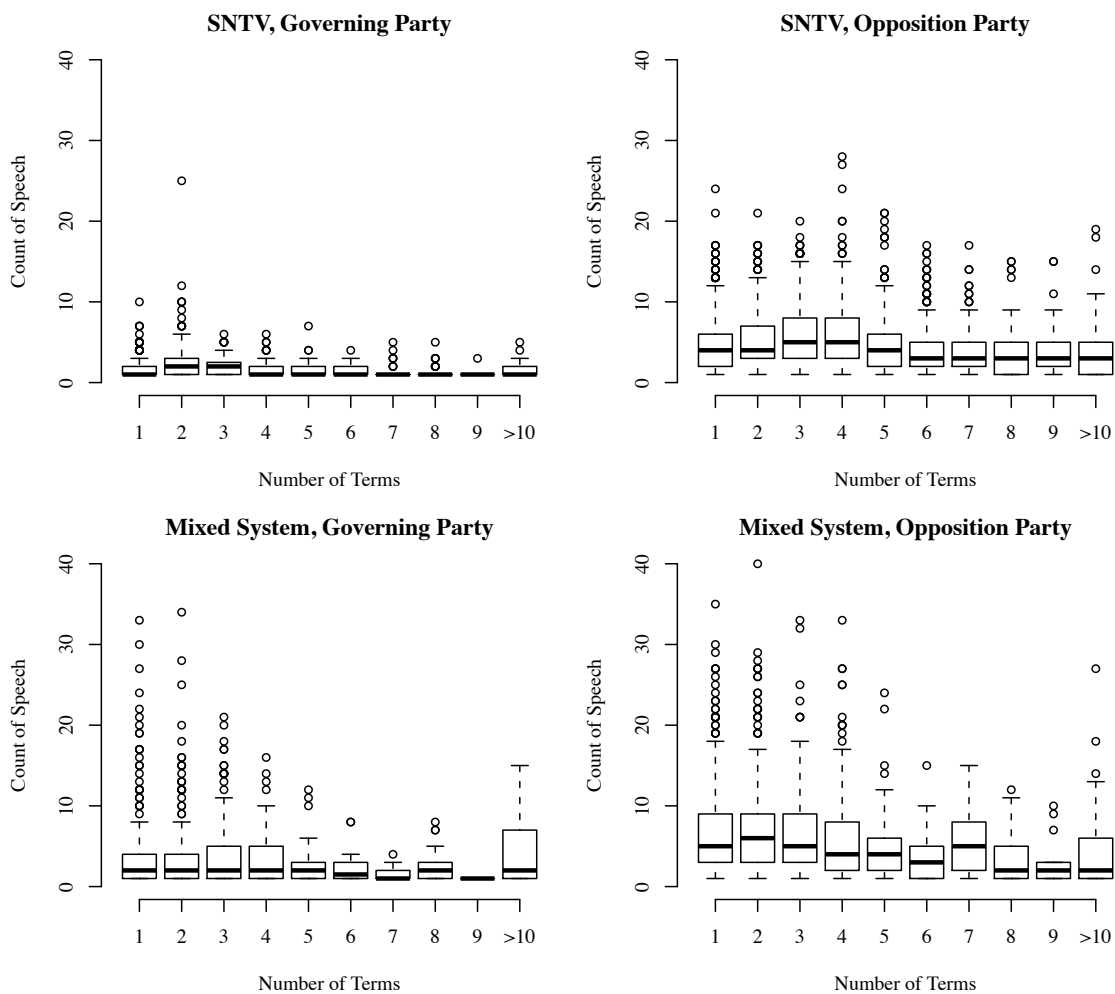 SNTV, Governing Party
40
30
20
10
0
Count of Speech
1 2 3 4 5 6 7 8 9 >10
Number of Terms
SNTV, Opposition Party
40
30
20
10
0
Count of Speech
1 2 3 4 5 6 7 8 9 >10
Number of Terms
Mixed System, Governing Party
40
30
20
10
0
Count of Speech
1 2 3 4 5 6 7 8 9 >10
Number of Terms
Mixed System, Opposition Party
40
30
20
10
0
Count of Speech
1 2 3 4 5 6 7 8 9 >10
Number of Terms